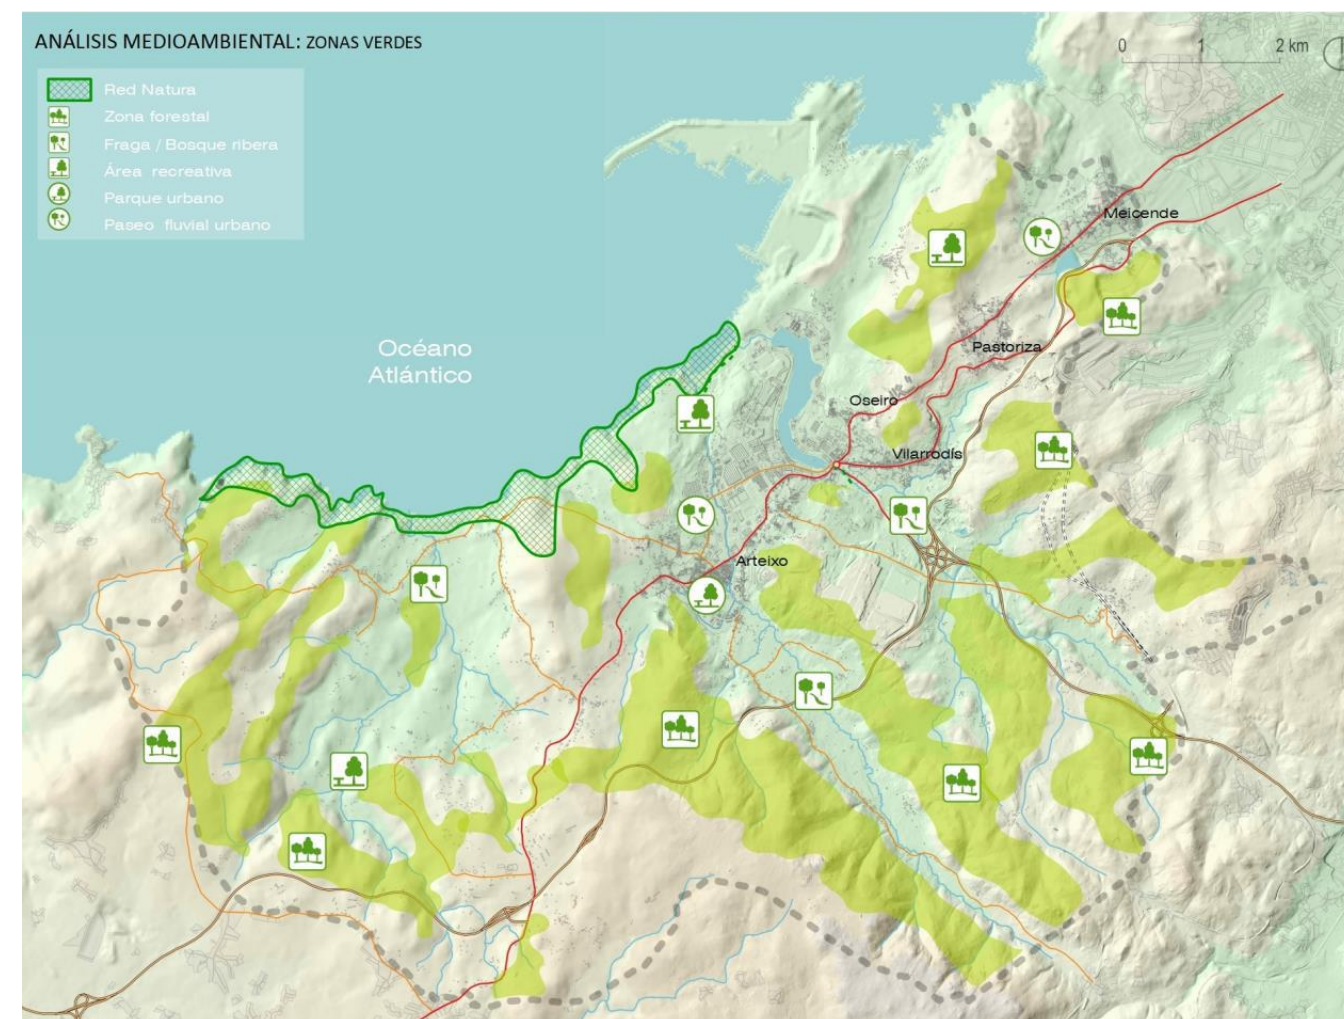 ANÁLISIS MEDIOAMBIENTAL: ZONAS VERDES
0 1 2 km
Red Natura
Zona forestal
Fraga / Bosque ribera
Área recreativa
Parque urbano
Paseo fluvial urbano
Meicende
Océano
Atlántico
Pastoriza
Oseiro
Vilarrodís
Arteixo